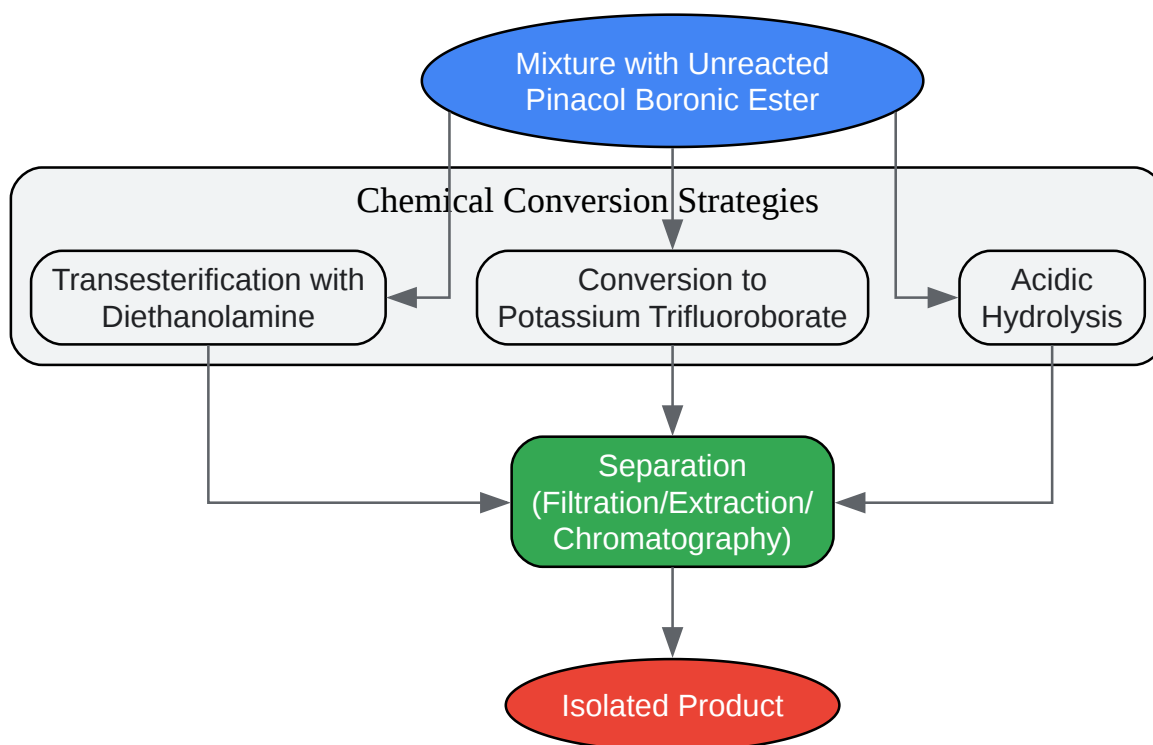 Mixture with Unreacted
Pinacol Boronic Ester
Chemical Conversion Strategies
Transesterification with
Diethanolamine
Conversion to
Potassium Trifluoroborate
Acidic
Hydrolysis
Separation
(Filtration/Extraction/
Chromatography)
Isolated Product